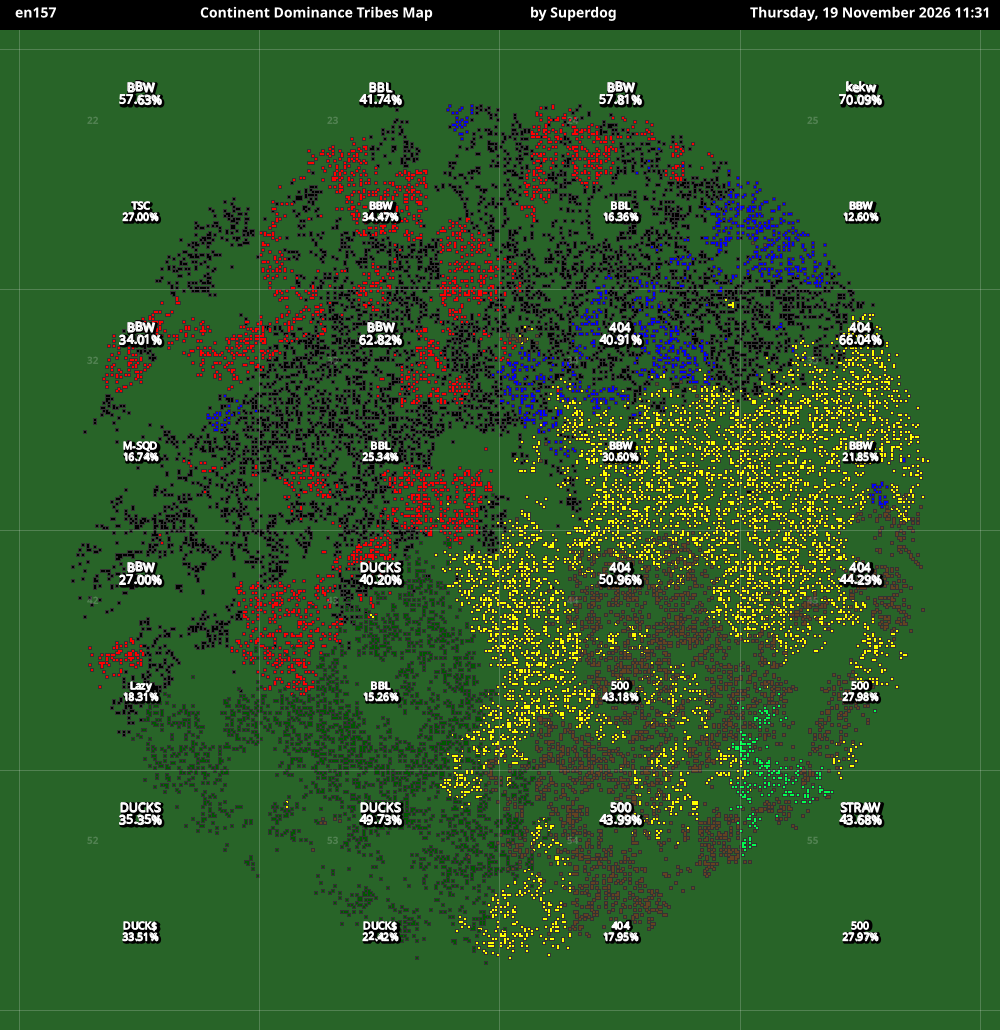 en157 Continent Dominance Tribes Map by Superdog Thursday, 19 November 2026 11:31
BBW BBL BBW kekw
57.63% 41.74% 57.81% 70.09%
22 23 25
TSC BBW BBL BBW
27.00% 34.47% 16.36% 12.60%
BBW BBW 404 404
34.01% 62.82% 40.91% 66.04%
32
M-SQD BBL BBW BBW
16.74% 25.34% 30.60% 21.85%
BBW DUCKS 404 404
27.00% 40.20% 50.96% 44.29%
Lazy BBL 500 500
18.31% 15.26% 43.18% 27.98%
DUCKS DUCKS 500 STRAW
35.35% 49.73% 43.99% 43.68%
52 53 55
DUCK$ DUCK$ 404 500
33.51% 22.42% 17.95% 27.97%